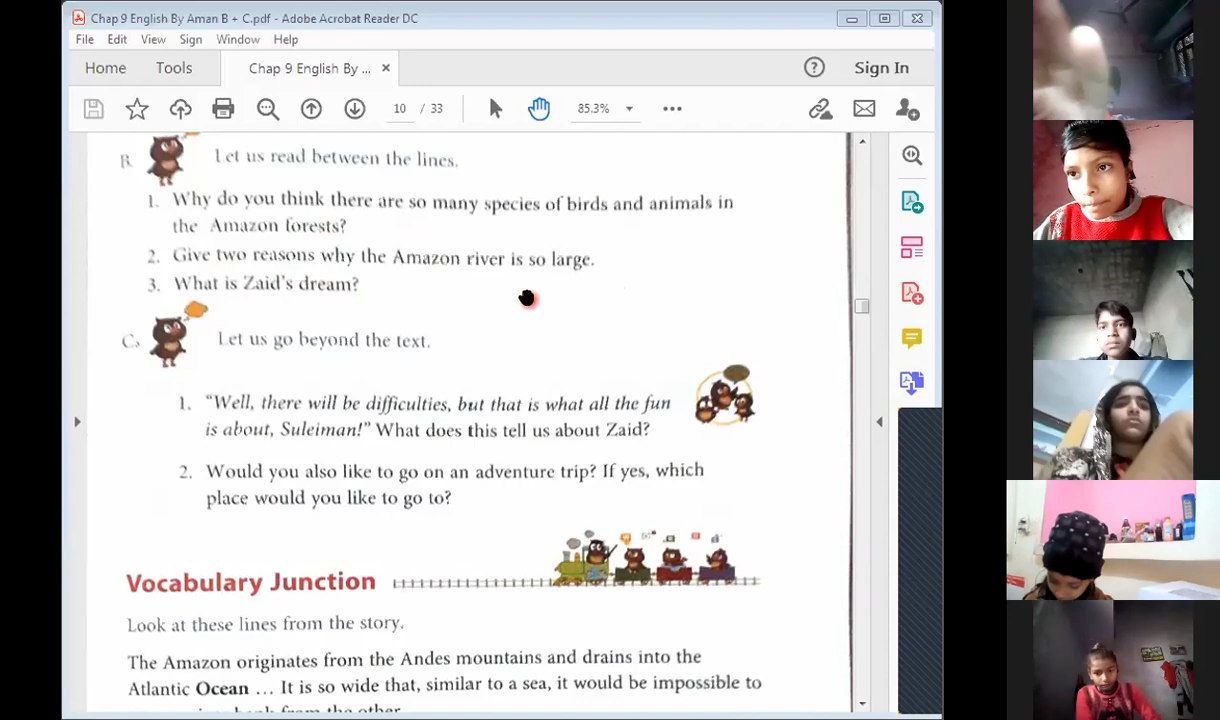 Chap 9 English By Aman B + C.pdf - Adobe Acrobat Reader DC
File Edit View Sign Window Help
Home Tools Chap 9 English By ... × Sign In
10 / 33 85.3%
B. Let us read between the lines.
1. Why do you think there are so many species of birds and animals in
the Amazon forests?
2. Give two reasons why the Amazon river is so large.
3. What is Zaid's dream?
C. Let us go beyond the text.
1. "Well, there will be difficulties, but that is what all the fun
is about, Suleiman!" What does this tell us about Zaid?
2. Would you also like to go on an adventure trip? If yes, which
place would you like to go to?
Vocabulary Junction
Look at these lines from the story.
The Amazon originates from the Andes mountains and drains into the
Atlantic Ocean ... It is so wide that, similar to a sea, it would be impossible to
bank from the other